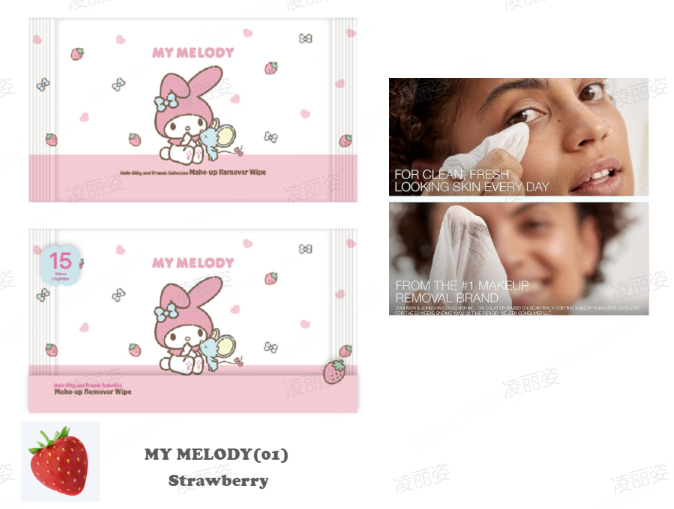 MY MELODY
Hello Kitty and Friends Collection Make-up Remover Wipe
15
Wipes
Lingettes
MY MELODY
Hello Kitty and Friends Collection
Make-up Remover Wipe
FOR CLEAN, FRESH
LOOKING SKIN EVERY DAY
FROM THE #1 MAKEUP
REMOVAL BRAND
MY MELODY(01)
Strawberry
凌丽姿